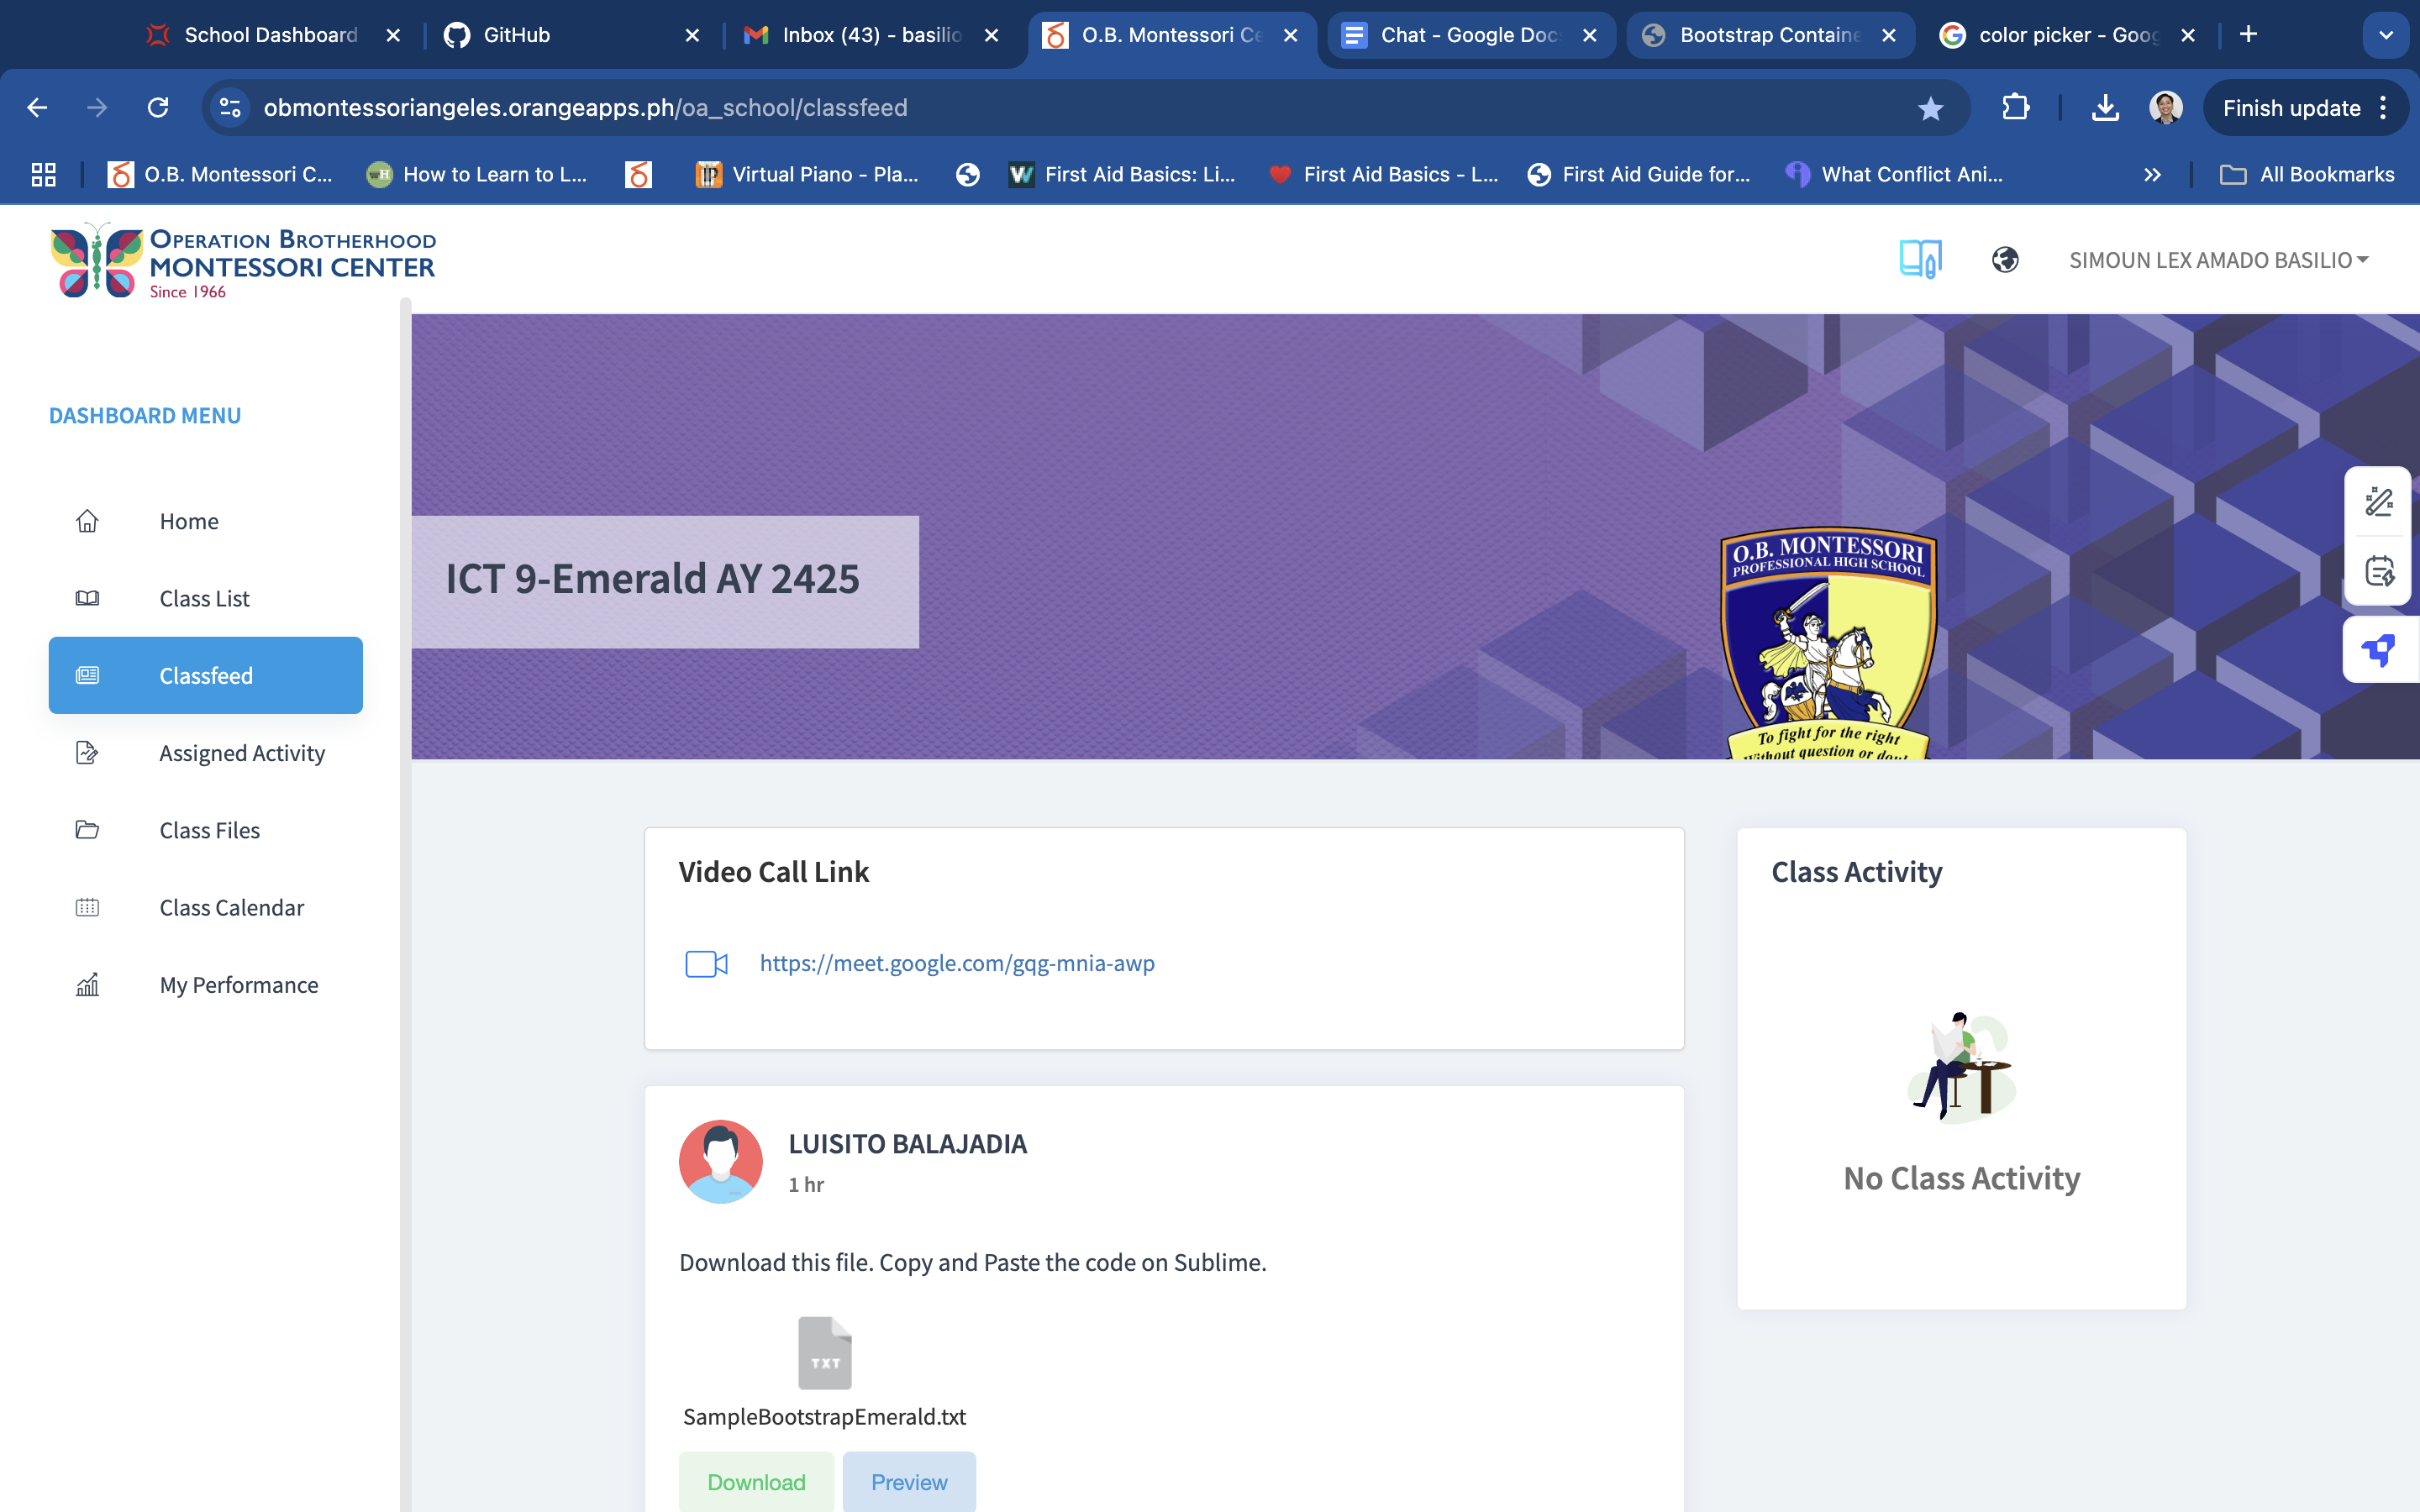 School Dashboard
GitHub
Inbox (43) - basilio
O.B. Montessori Ce
Chat - Google Docs
Bootstrap Containe
color picker - Goog
obmontessoriangeles.orangeapps.ph/oa_school/classfeed
Finish update
O.B. Montessori C...
How to Learn to L...
Virtual Piano - Pla...
First Aid Basics: Li...
First Aid Basics - L...
First Aid Guide for...
What Conflict Ani...
All Bookmarks
OPERATION BROTHERHOOD
MONTESSORI CENTER
Since 1966
SIMOUN LEX AMADO BASILIO
DASHBOARD MENU
Home
Class List
Classfeed
Assigned Activity
Class Files
Class Calendar
My Performance
ICT 9-Emerald AY 2425
O.B. MONTESSORI
PROFESSIONAL HIGH SCHOOL
To fight for the right
Without question or
Video Call Link
https://meet.google.com/gqg-mnia-awp
Class Activity
No Class Activity
LUISITO BALAJADIA
1 hr
Download this file. Copy and Paste the code on Sublime.
TXT
SampleBootstrapEmerald.txt
Download
Preview